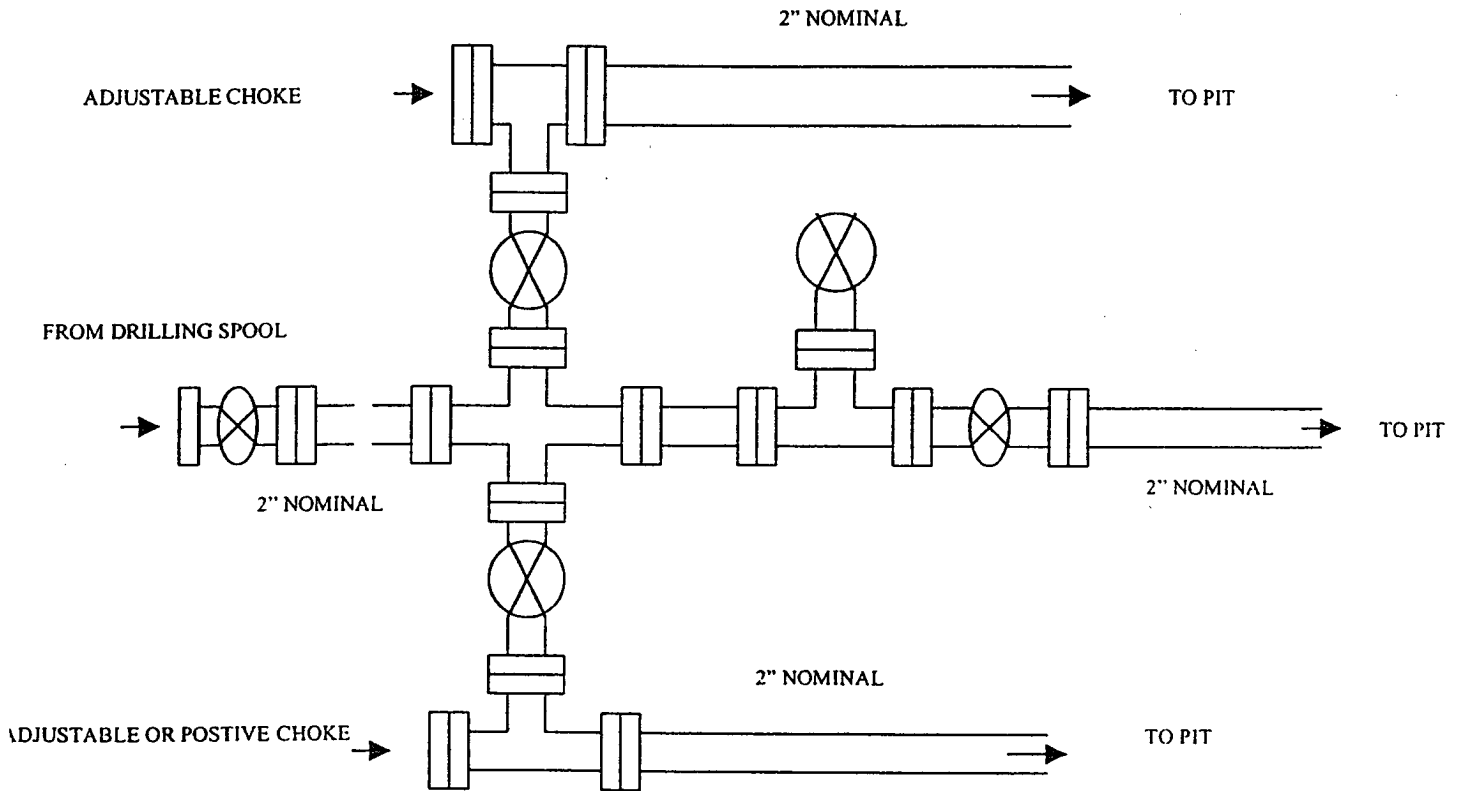 2” NOMINAL
ADJUSTABLE CHOKE
TO PIT
FROM DRILLING SPOOL
TO PIT
2” NOMINAL
2” NOMINAL
2” NOMINAL
ADJUSTABLE OR POSTIVE CHOKE
TO PIT